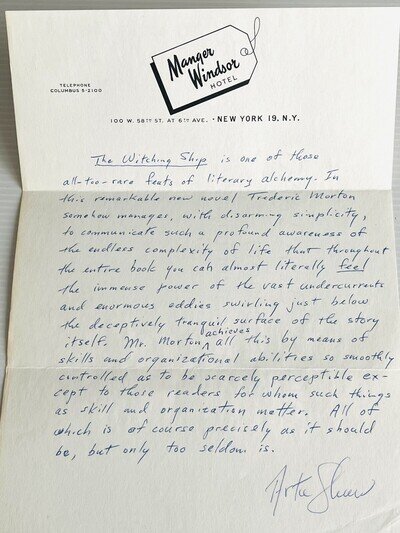 Manger
Windsor
HOTEL
TELEPHONE
COLUMBUS 5-2100
100 W. 58TH ST. AT 6TH AVE. • NEW YORK 19, N.Y.
The Witching Ship is one of those
all-too-rare feats of literary alchemy. In
this remarkable new novel Frederic Morton
somehow manages, with disarming simplicity,
to communicate such a profound awareness of
the endless complexity of life that throughout
the entire book you can almost literally feel
the immense power of the vast undercurrents
and enormous eddies swirling just below
the deceptively tranquil surface of the story
itself. Mr. Morton achieves all this by means of
skills and organizational abilities so smoothly
controlled as to be scarcely perceptible ex-
cept to those readers for whom such things
as skill and organization matter. All of
which is of course precisely as it should
be, but only too seldom is.
Artie Shaw